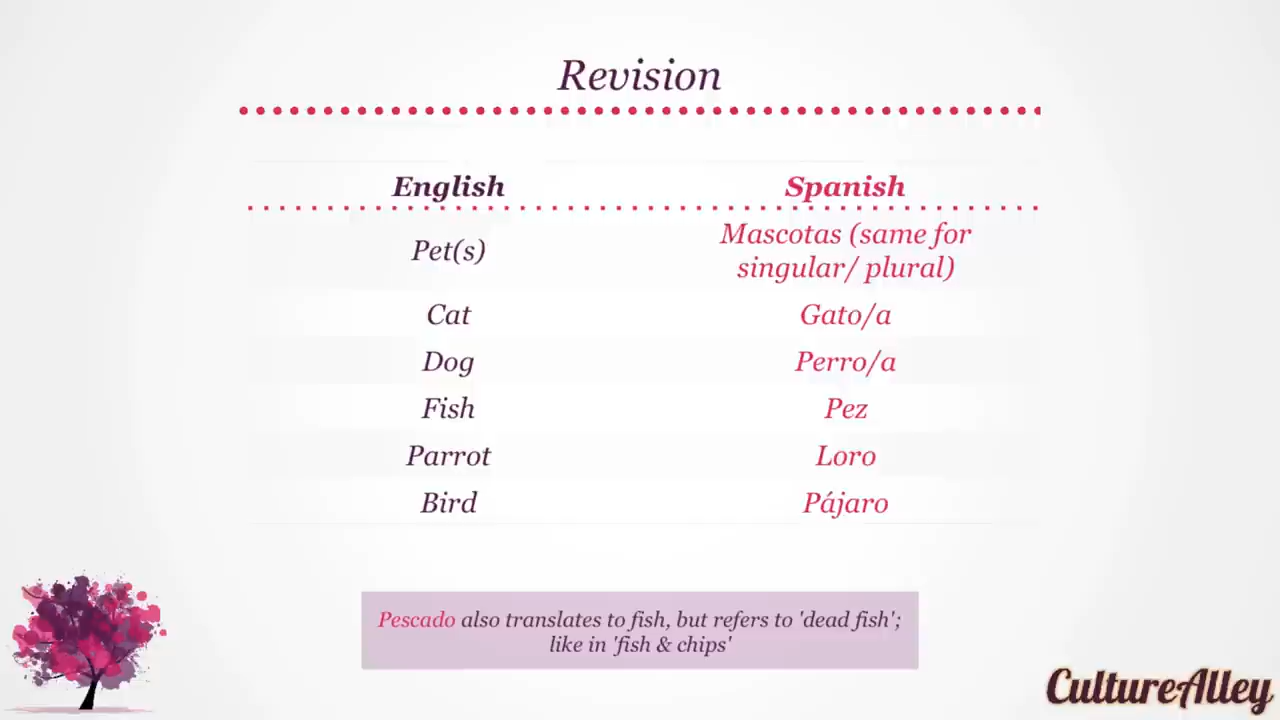 Revision
English Spanish
Pet(s) Mascotas (same for
singular/ plural)
Cat Gato/a
Dog Perro/a
Fish Pez
Parrot Loro
Bird Pájaro
Pescado also translates to fish, but refers to 'dead fish';
like in 'fish & chips'
CultureAlley